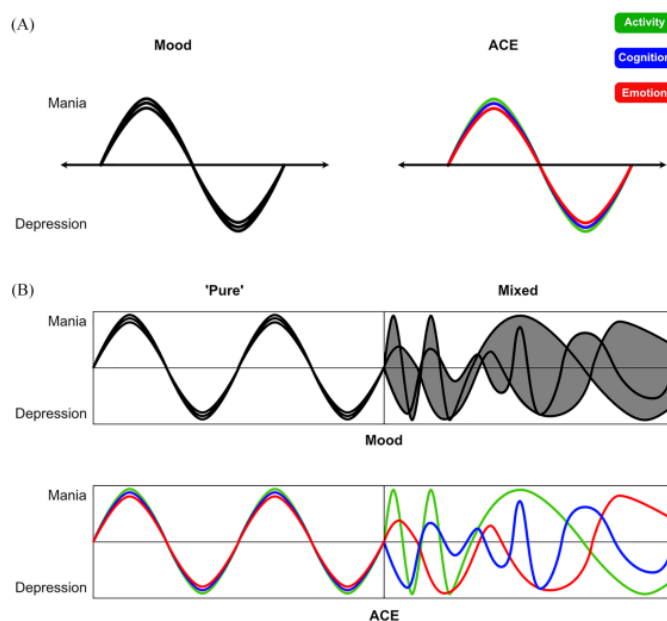 (A)
Mood
ACE
Activity
Cognition
Emotion
Mania
Depression
(B)
'Pure'
Mixed
Mania
Depression
Mood
Mania
Depression
ACE